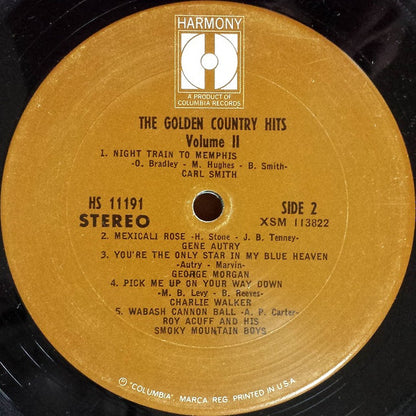 HARMONY
H
A PRODUCT OF
COLUMBIA RECORDS
THE GOLDEN COUNTRY HITS
Volume II
1. NIGHT TRAIN TO MEMPHIS
-O. Bradley - M. Hughes - B. Smith-
CARL SMITH
HS 11191 SIDE 2
STEREO XSM 113822
2. MEXICALI ROSE -H. Stone - J. B. Tenney-
GENE AUTRY
3. YOU'RE THE ONLY STAR IN MY BLUE HEAVEN
-Autry - Marvin-
GEORGE MORGAN
4. PICK ME UP ON YOUR WAY DOWN
-M. B. Levy - B. Reeves-
CHARLIE WALKER
5. WABASH CANNON BALL -A. P. Carter-
ROY ACUFF AND HIS
SMOKY MOUNTAIN BOYS
Ⓟ "COLUMBIA", MARCA REG. PRINTED IN U.S.A.